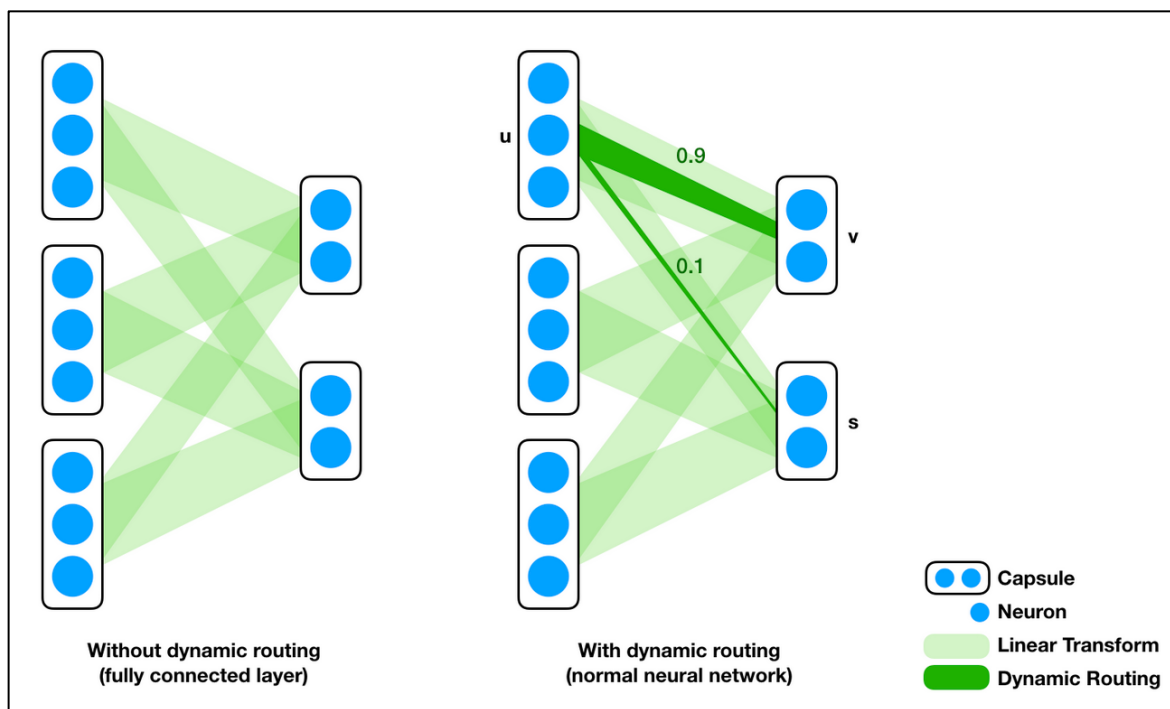 u
0.9
v
0.1
s
Without dynamic routing
(fully connected layer)
With dynamic routing
(normal neural network)
Capsule
Neuron
Linear Transform
Dynamic Routing